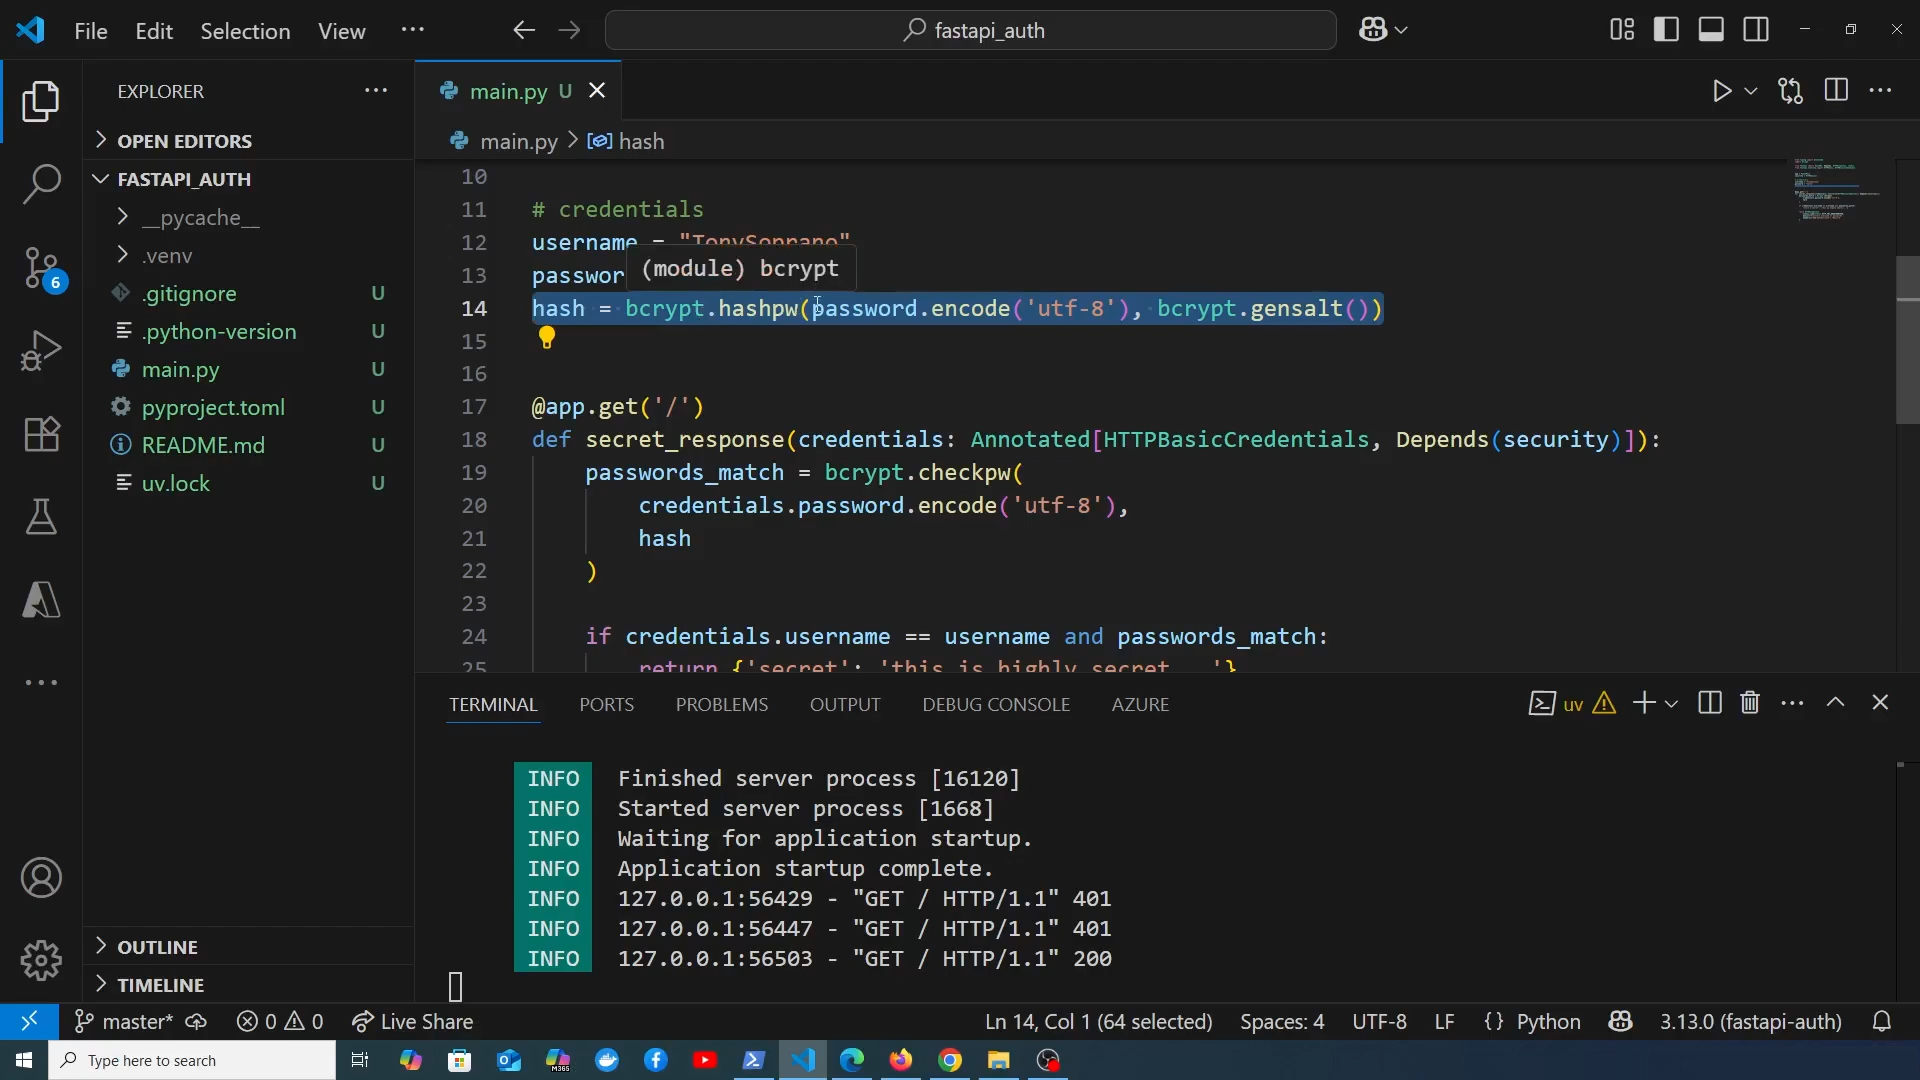 File Edit Selection View ···
fastapi_auth
EXPLORER
OPEN EDITORS
FASTAPI_AUTH
__pycache__
.venv
.gitignore U
.python-version U
main.py U
pyproject.toml U
README.md U
uv.lock U
OUTLINE
TIMELINE
6
main.py U
main.py > hash
10
11 # credentials
12 username = "TonySoprano"
13 passwor
(module) bcrypt
14 hash = bcrypt.hashpw(password.encode('utf-8'), bcrypt.gensalt())
15
16
17 @app.get('/')
18 def secret_response(credentials: Annotated[HTTPBasicCredentials, Depends(security)]):
19 passwords_match = bcrypt.checkpw(
20 credentials.password.encode('utf-8'),
21 hash
22 )
23
24 if credentials.username == username and passwords_match:
25 return {'secret': 'this is highly secret...'}
TERMINAL PORTS PROBLEMS OUTPUT DEBUG CONSOLE AZURE
uv
INFO Finished server process [16120]
INFO Started server process [1668]
INFO Waiting for application startup.
INFO Application startup complete.
INFO 127.0.0.1:56429 - "GET / HTTP/1.1" 401
INFO 127.0.0.1:56447 - "GET / HTTP/1.1" 401
INFO 127.0.0.1:56503 - "GET / HTTP/1.1" 200
master* 0 0 Live Share Ln 14, Col 1 (64 selected) Spaces: 4 UTF-8 LF {} Python 3.13.0 (fastapi-auth)
Type here to search
M365